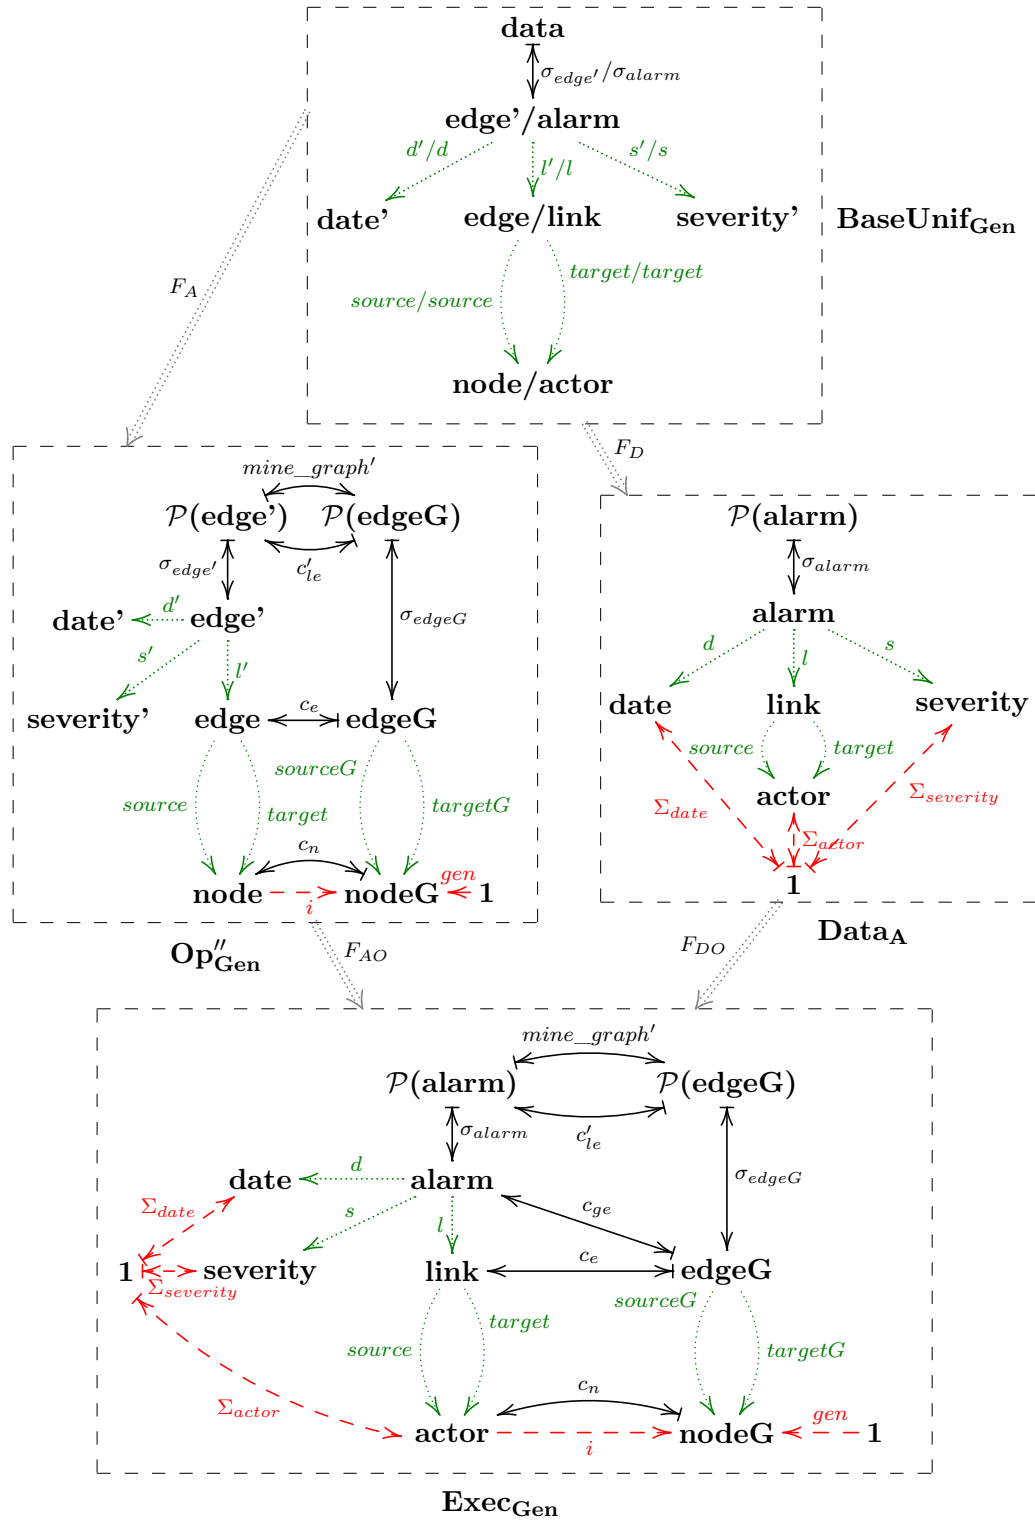 data
σ_edge'/σ_alarm
edge'/alarm
d'/d
l'/l
s'/s
date'
edge/link
severity'
BaseUnif_Gen
source/source
target/target
node/actor
F_A
F_D
mine_graph'
𝒫(edge')
𝒫(edgeG)
c'_le
σ_edge'
σ_edgeG
date'
d'
edge'
s'
l'
severity'
edge
c_e
edgeG
source
target
sourceG
targetG
c_n
node
i
nodeG
gen
1
Op''_Gen
𝒫(alarm)
σ_alarm
alarm
d
l
s
date
link
severity
source
target
actor
Σ_date
Σ_actor
Σ_severity
1
Data_A
F_AO
F_DO
mine_graph'
𝒫(alarm)
𝒫(edgeG)
c'_le
σ_alarm
σ_edgeG
date
d
alarm
Σ_date
s
l
c_ge
1
Σ_severity
severity
link
c_e
edgeG
source
target
sourceG
targetG
Σ_actor
c_n
actor
i
nodeG
gen
1
Exec_Gen